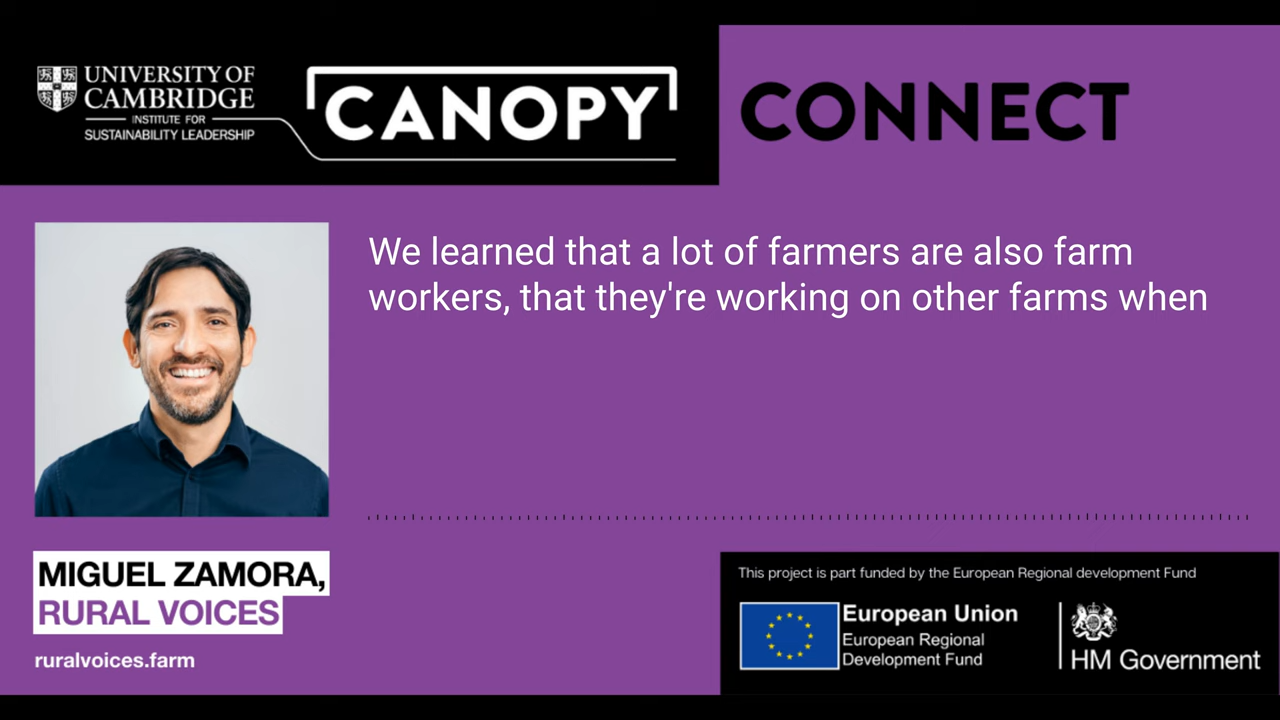 UNIVERSITY OF
CAMBRIDGE
INSTITUTE FOR
SUSTAINABILITY LEADERSHIP
CANOPY
CONNECT
We learned that a lot of farmers are also farm
workers, that they're working on other farms when
MIGUEL ZAMORA,
RURAL VOICES
ruralvoices.farm
This project is part funded by the European Regional development Fund
European Union
European Regional
Development Fund
HM Government